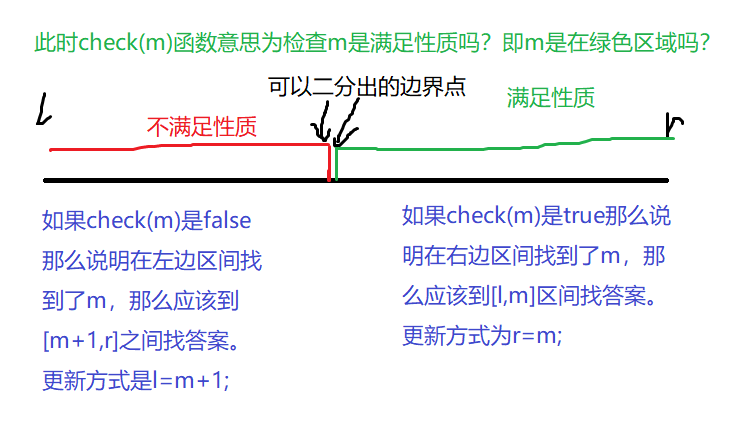 此时check(m)函数意思为检查m是满足性质吗？即m是在绿色区域吗？
可以二分出的边界点
l
不满足性质
满足性质
r
如果check(m)是false
那么说明在左边区间找
到了m，那么应该到
[m+1,r]之间找答案。
更新方式是l=m+1;
如果check(m)是true那么说
明在右边区间找到了m，那
么应该到[l,m]区间找答案。
更新方式为r=m;